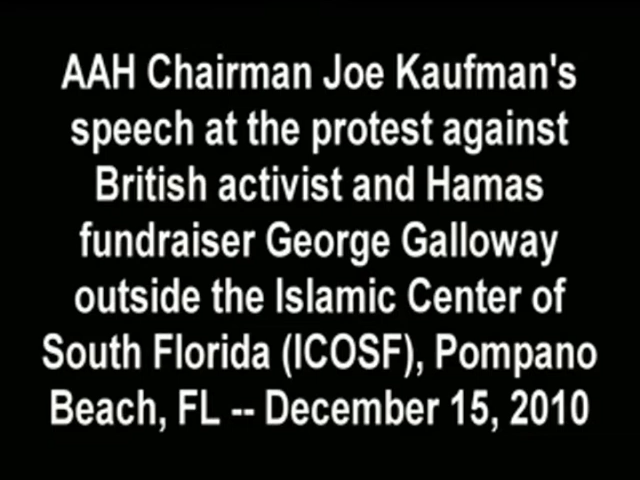 AAH Chairman Joe Kaufman's
speech at the protest against
British activist and Hamas
fundraiser George Galloway
outside the Islamic Center of
South Florida (ICOSF), Pompano
Beach, FL -- December 15, 2010